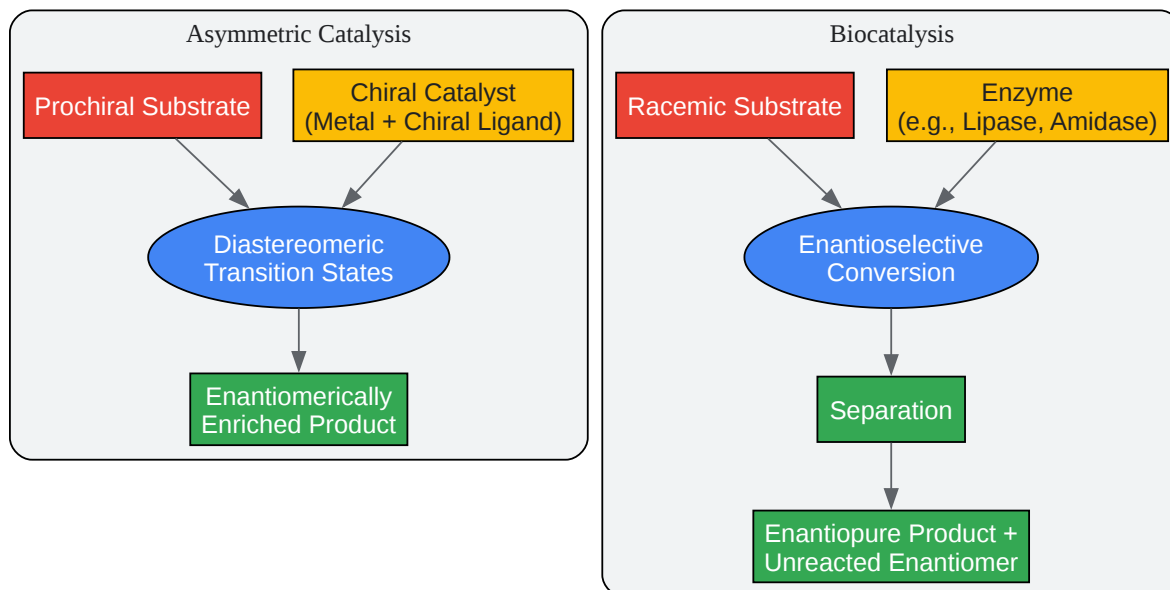 Asymmetric Catalysis
Prochiral Substrate
Chiral Catalyst
(Metal + Chiral Ligand)
Diastereomeric
Transition States
Enantiomerically
Enriched Product
Biocatalysis
Racemic Substrate
Enzyme
(e.g., Lipase, Amidase)
Enantioselective
Conversion
Separation
Enantiopure Product +
Unreacted Enantiomer